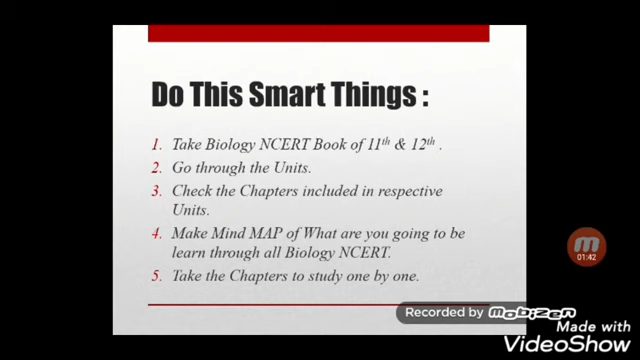 Do This Smart Things :
1. Take Biology NCERT Book of 11th & 12th .
2. Go through the Units.
3. Check the Chapters included in respective
Units.
4. Make Mind MAP of What are you going to be
learn through all Biology NCERT.
5. Take the Chapters to study one by one.
01:42
Recorded by mobizen
Made with
VideoShow